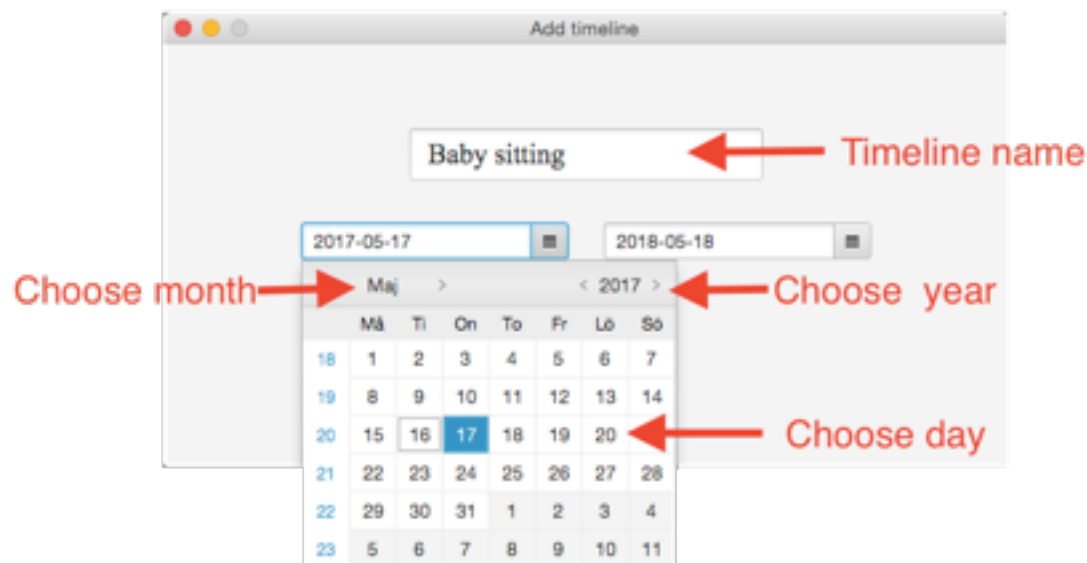 Add timeline
Baby sitting
Timeline name
2017-05-17
2018-05-18
Choose month
Maj >
< 2017 >
Choose year
Må Ti On To Fr Lö Sö
18 1 2 3 4 5 6 7
19 8 9 10 11 12 13 14
20 15 16 17 18 19 20
Choose day
21 22 23 24 25 26 27 28
22 29 30 31 1 2 3 4
23 5 6 7 8 9 10 11